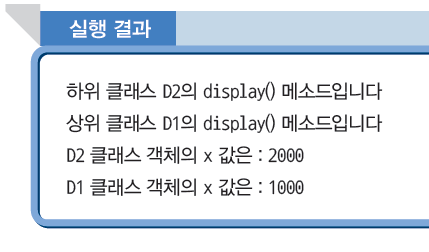 실행 결과
하위 클래스 D2의 display() 메소드입니다
상위 클래스 D1의 display() 메소드입니다
D2 클래스 객체의 x 값은 : 2000
D1 클래스 객체의 x 값은 : 1000